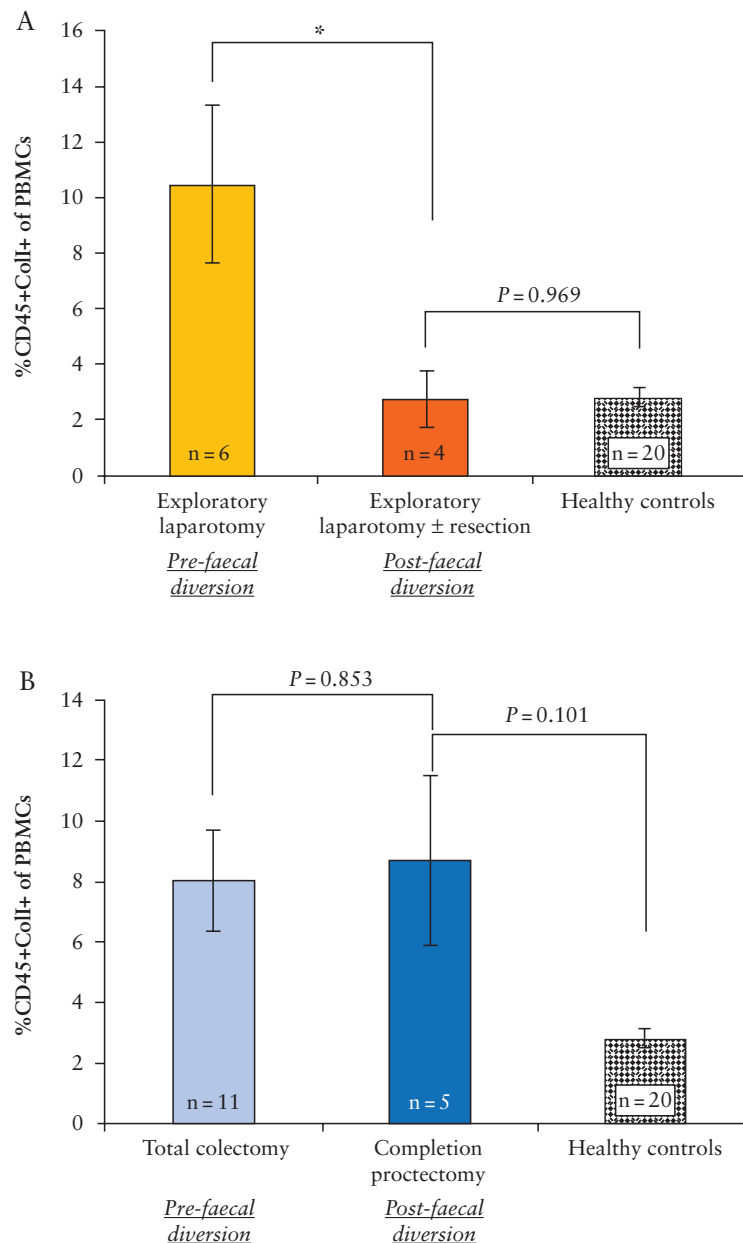 A
16
14
12
10
8
6
4
2
0
%CD45+ColI+ of PBMCs
*
P = 0.969
n = 6
n = 4
n = 20
Exploratory
laparotomy
Pre-faecal
diversion
Exploratory
laparotomy ± resection
Post-faecal
diversion
Healthy controls
B
14
12
10
8
6
4
2
0
%CD45+ColI+ of PBMCs
P = 0.853
P = 0.101
n = 11
n = 5
n = 20
Total colectomy
Pre-faecal
diversion
Completion
proctectomy
Post-faecal
diversion
Healthy controls